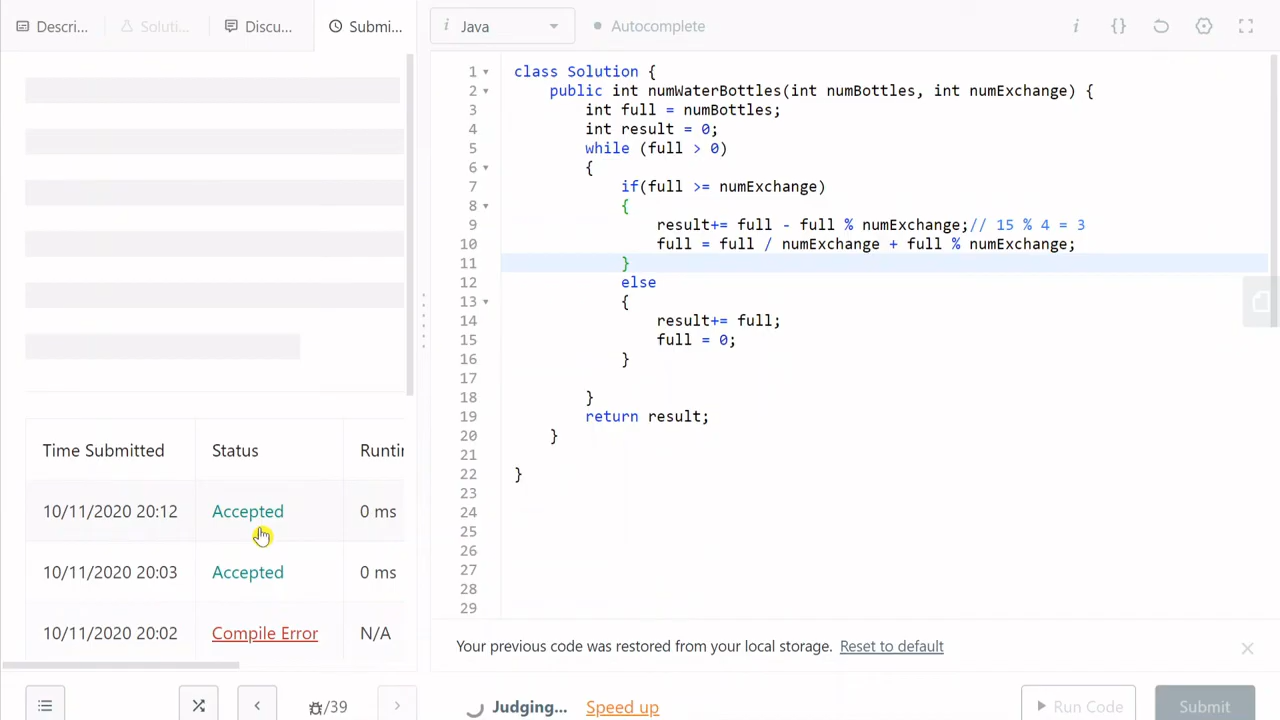 Descri...
Soluti...
Discu...
Submi...
i Java
Autocomplete
i {}
1 class Solution {
2 public int numWaterBottles(int numBottles, int numExchange) {
3 int full = numBottles;
4 int result = 0;
5 while (full > 0)
6 {
7 if(full >= numExchange)
8 {
9 result+= full - full % numExchange;// 15 % 4 = 3
10 full = full / numExchange + full % numExchange;
11 }
12 else
13 {
14 result+= full;
15 full = 0;
16 }
17
18 }
19 return result;
20 }
21
22 }
23
24
25
26
27
28
29
Time Submitted Status Runtin
10/11/2020 20:12 Accepted 0 ms
10/11/2020 20:03 Accepted 0 ms
10/11/2020 20:02 Compile Error N/A
Your previous code was restored from your local storage. Reset to default
/39
Judging... Speed up
Run Code
Submit